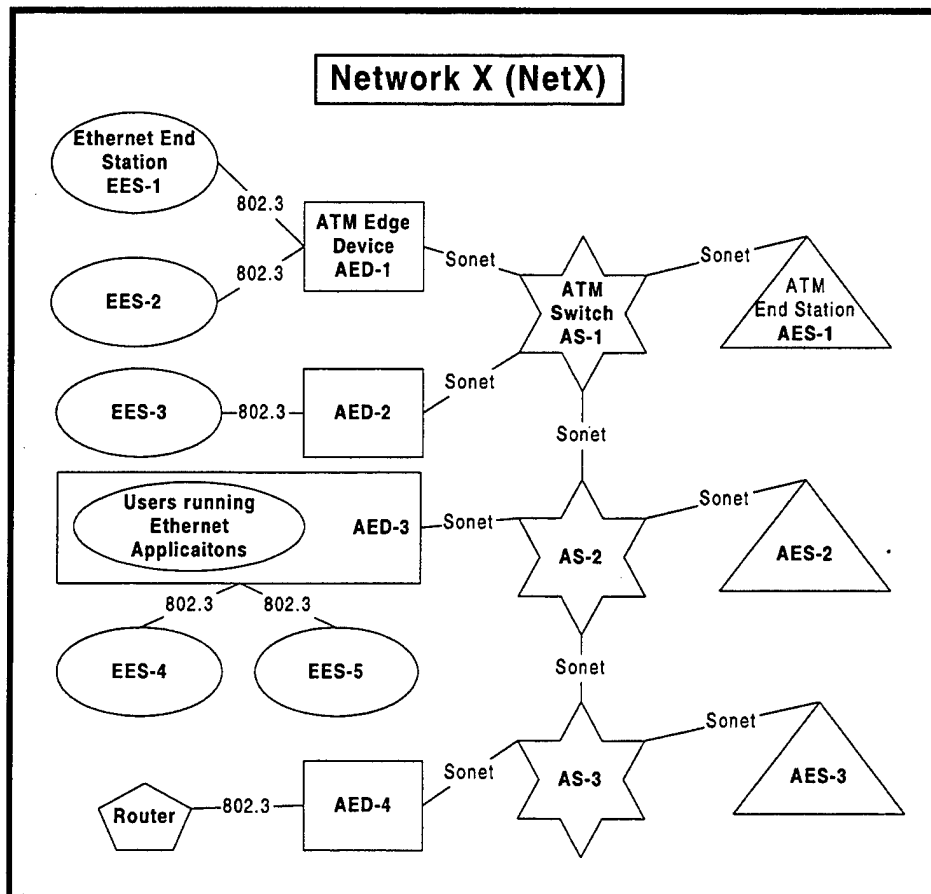 Network X (NetX)
Ethernet End
Station
EES-1
802.3
ATM Edge
Device
AED-1
Sonet
Sonet
802.3
EES-2
ATM
Switch
AS-1
ATM
End Station
AES-1
Sonet
EES-3
802.3
AED-2
Sonet
Users running
Ethernet
Applicaitons
AED-3
Sonet
Sonet
AS-2
AES-2
802.3
802.3
EES-4
EES-5
Sonet
Sonet
Sonet
Router
802.3
AED-4
AS-3
AES-3